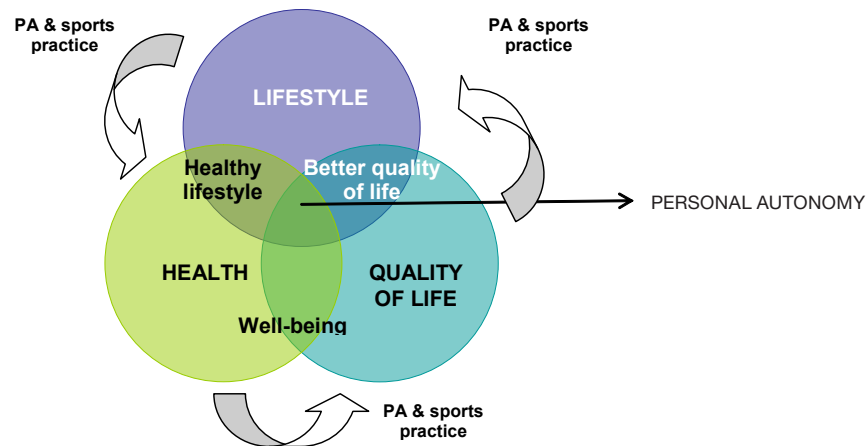 PA & sports
practice
PA & sports
practice
LIFESTYLE
Healthy
lifestyle
Better quality
of life
PERSONAL AUTONOMY
HEALTH
QUALITY
OF LIFE
Well-being
PA & sports
practice